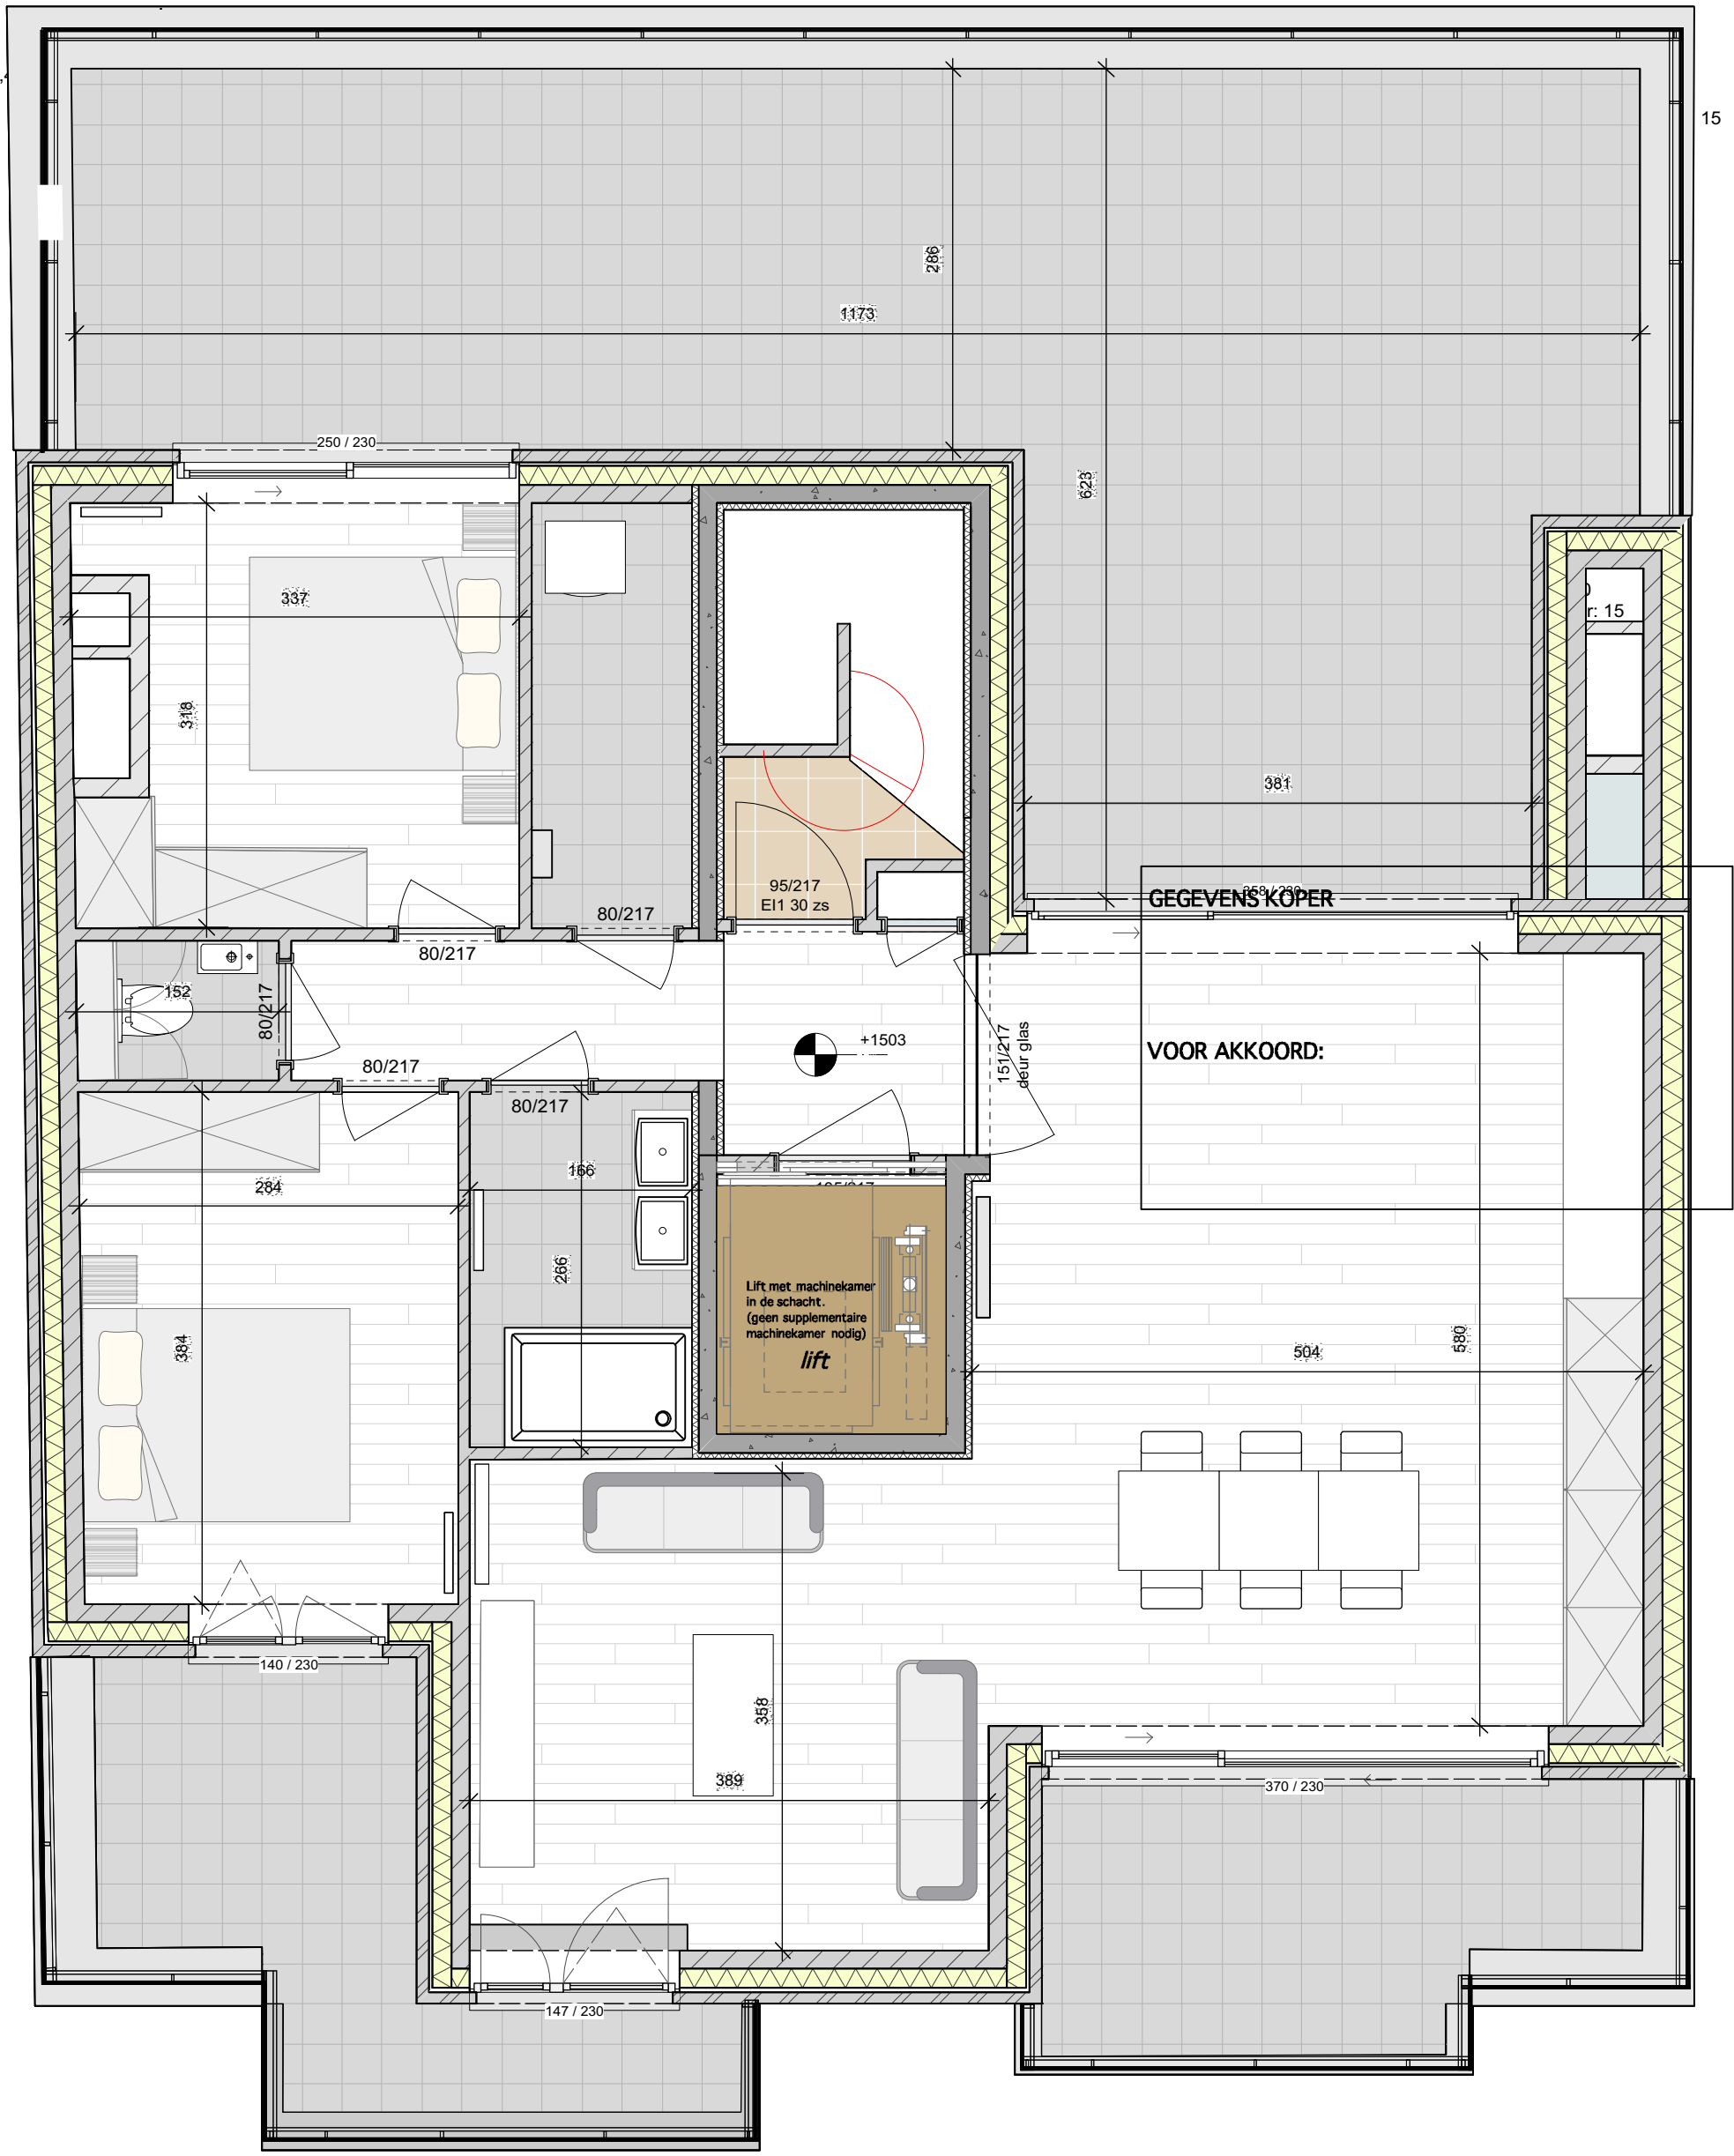 15
286
1173
623
250 / 230
337
r: 15
318
381
95/217
EI1 30 zs
358 / 230
GEGEVENS KOPER
80/217
80/217
152
80/217
+1503
151/217
deur glas
VOOR AKKOORD:
80/217
80/217
166
284
266
Lift met machinekamer
in de schacht.
(geen supplementaire
machinekamer nodig)
lift
384
504
580
140 / 230
358
389
370 / 230
147 / 230